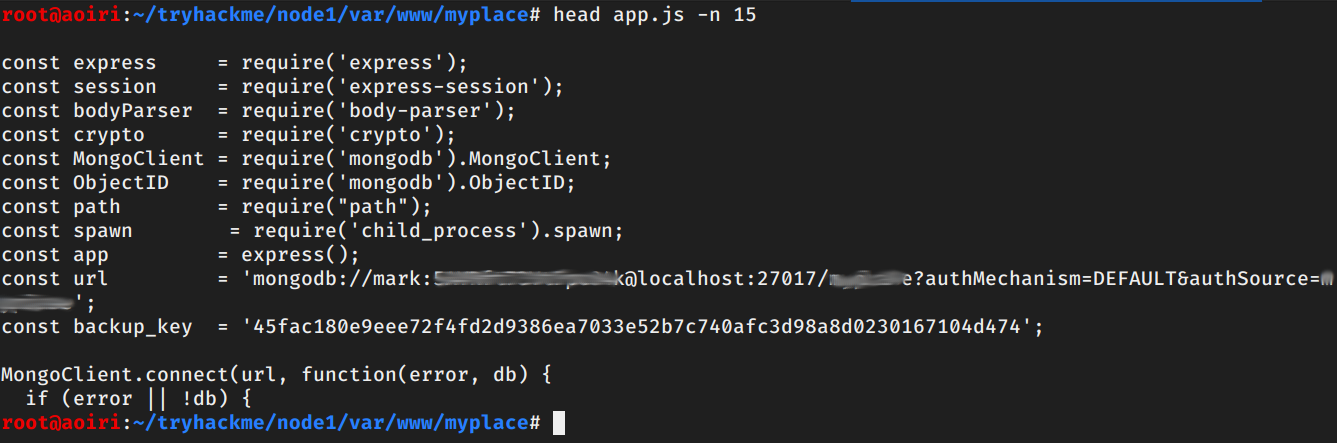 root@aoiri:~/tryhackme/node1/var/www/myplace# head app.js -n 15
const express     = require('express');
const session     = require('express-session');
const bodyParser  = require('body-parser');
const crypto      = require('crypto');
const MongoClient = require('mongodb').MongoClient;
const ObjectID    = require('mongodb').ObjectID;
const path        = require("path");
const spawn        = require('child_process').spawn;
const app         = express();
const url         = 'mongodb://mark: @localhost:27017/ ?authMechanism=DEFAULT&authSource=
';
const backup_key  = '45fac180e9eee72f4fd2d9386ea7033e52b7c740afc3d98a8d0230167104d474';
MongoClient.connect(url, function(error, db) {
  if (error || !db) {
root@aoiri:~/tryhackme/node1/var/www/myplace#